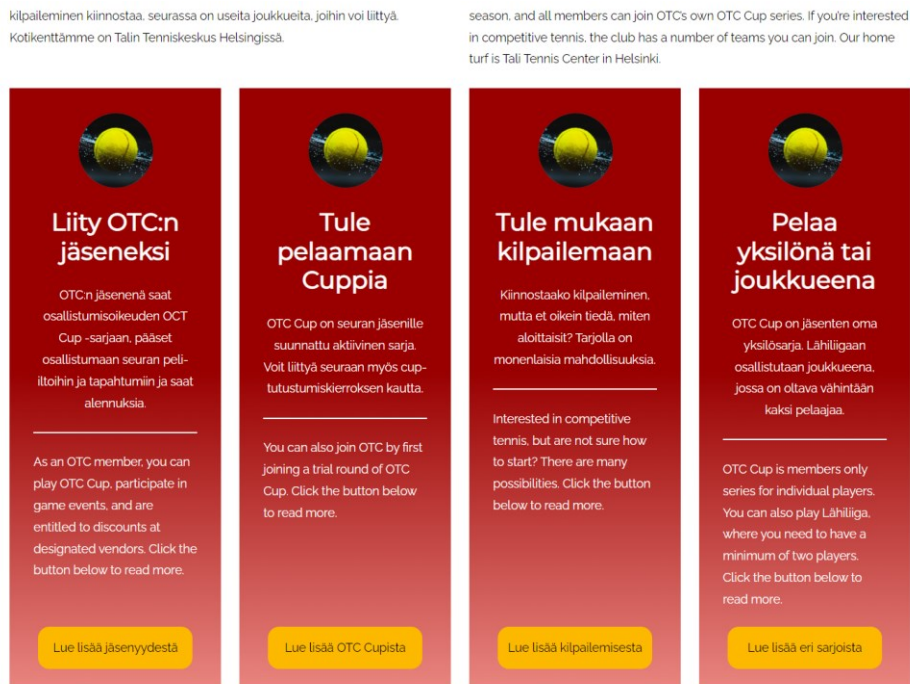 kilpaileminen kiinnostaa, seurassa on useita joukkueita, joihin voi liittyä.
Kotikenttämme on Talin Tenniskeskus Helsingissä.
season, and all members can join OTC's own OTC Cup series. If you're interested
in competitive tennis, the club has a number of teams you can join. Our home
turf is Tali Tennis Center in Helsinki.
Liity OTC:n
jäseneksi
OTC:n jäsenenä saat
osallistumisoikeuden OCT
Cup -sarjaan, pääset
osallistumaan seuran peli-
iltoihin ja tapahtumiin ja saat
alennuksia.
As an OTC member, you can
play OTC Cup, participate in
game events, and are
entitled to discounts at
designated vendors. Click the
button below to read more.
Lue lisää jäsenyydestä
Tule
pelaamaan
Cuppia
OTC Cup on seuran jäsenille
suunnattu aktiivinen sarja.
Voit liittyä seuraan myös cup-
tutustumiskierroksen kautta.
You can also join OTC by first
joining a trial round of OTC
Cup. Click the button below
to read more.
Lue lisää OTC Cupista
Tule mukaan
kilpailemaan
Kiinnostaako kilpaileminen,
mutta et oikein tiedä, miten
aloittaisit? Tarjolla on
monenlaisia mahdollisuuksia.
Interested in competitive
tennis, but are not sure how
to start? There are many
possibilities. Click the button
below to read more.
Lue lisää kilpailemisesta
Pelaa
yksilönä tai
joukkueena
OTC Cup on jäsenten oma
yksilösarja. Lähiliigaan
osallistutaan joukkueena,
jossa on oltava vähintään
kaksi pelaajaa.
OTC Cup is members only
series for individual players.
You can also play Lähiliiga,
where you need to have a
minimum of two players.
Click the button below to
read more.
Lue lisää eri sarjoista